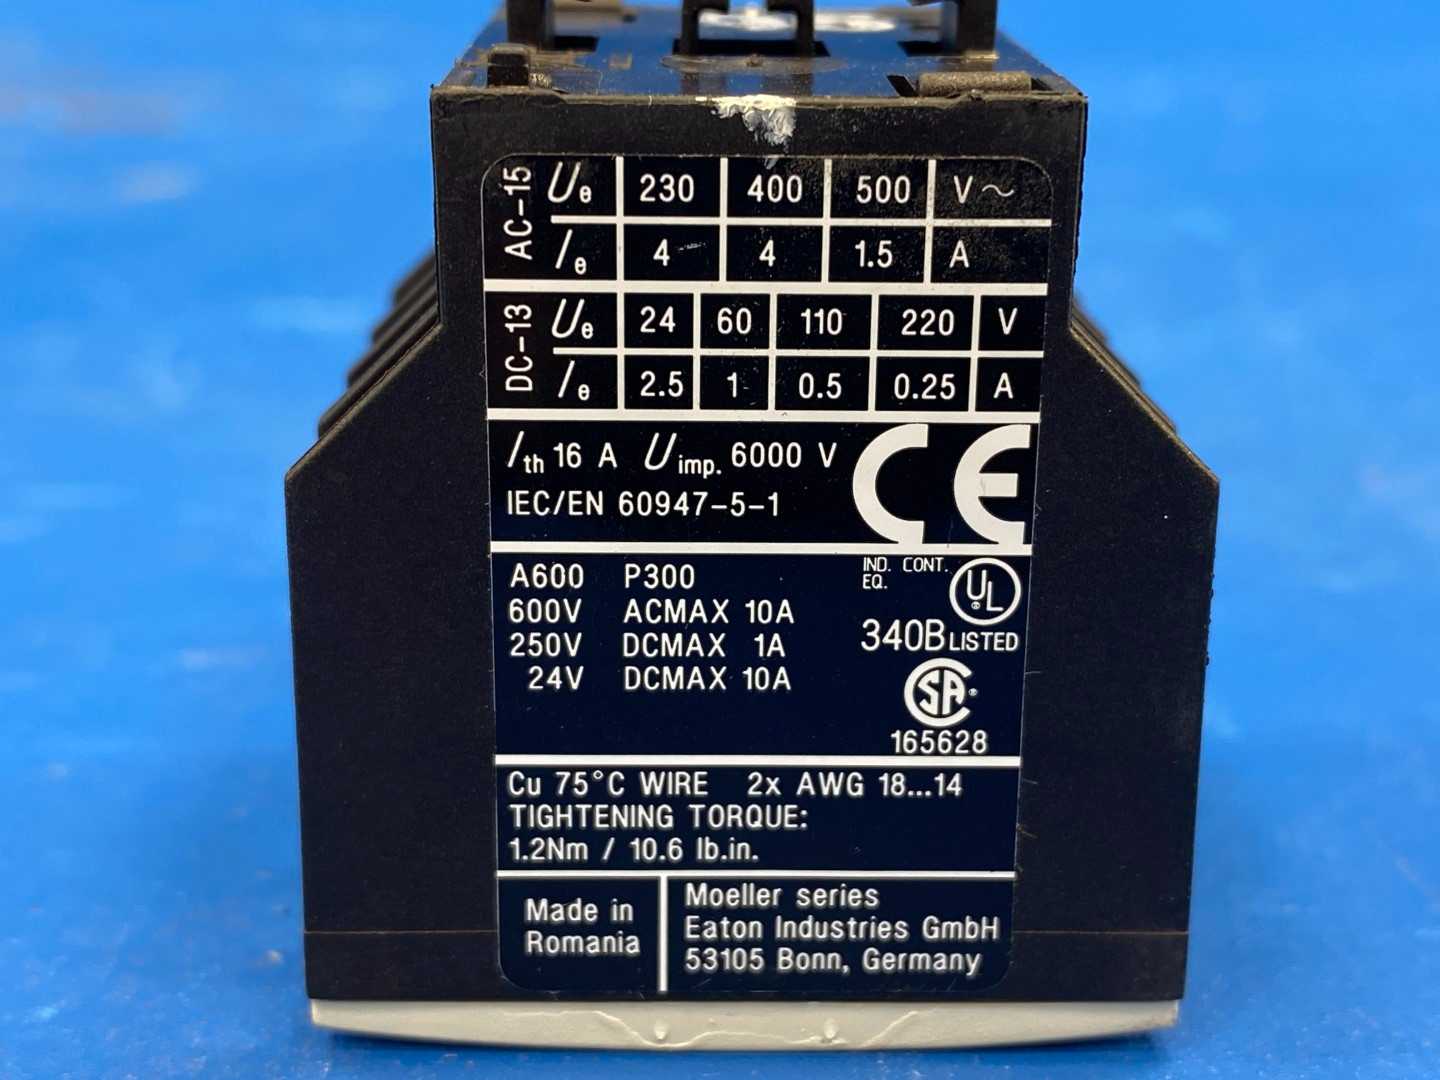 AC-15 Ue 230 400 500 V~
Ie 4 4 1.5 A
DC-13 Ue 24 60 110 220 V
Ie 2.5 1 0.5 0.25 A
Ith 16 A Uimp. 6000 V CE
IEC/EN 60947-5-1
A600 P300 IND. CONT. EQ. UL®
600V ACMAX 10A
250V DCMAX 1A 340B LISTED
24V DCMAX 10A SA®
165628
Cu 75°C WIRE 2x AWG 18...14
TIGHTENING TORQUE:
1.2Nm / 10.6 lb.in.
Made in
Romania
Moeller series
Eaton Industries GmbH
53105 Bonn, Germany